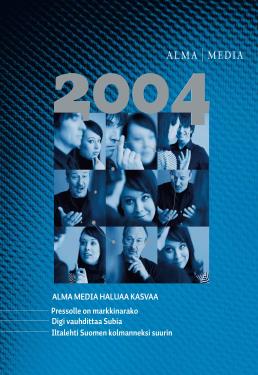 ALMA | MEDIA
2004
ALMA MEDIA HALUAA KASVAA
Pressolle on markkinarako
Digi vauhdittaa Subia
Iltalehti Suomen kolmanneksi suurin